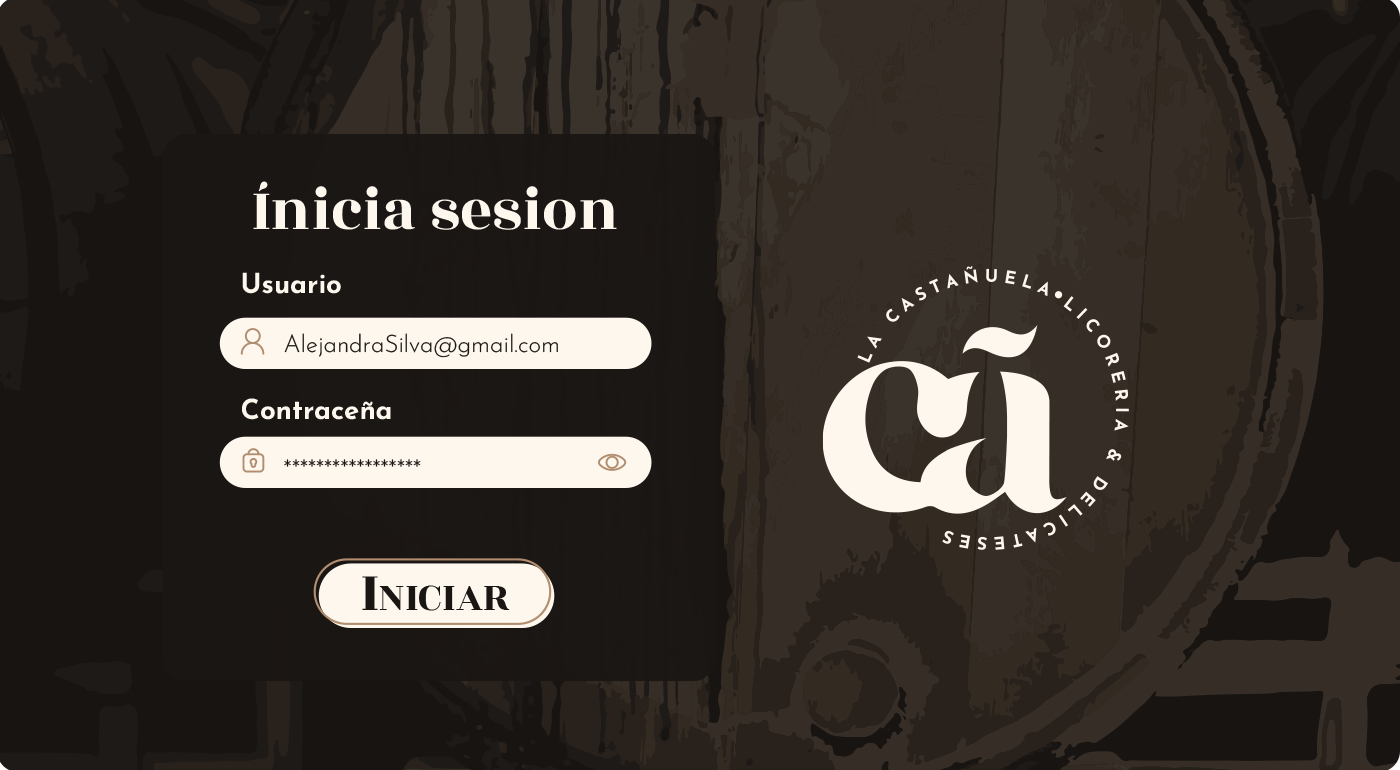 Ínicia sesion
Usuario
AlejandraSilva@gmail.com
Contraceña
*****************
INICIAR
LA CASTAÑUELA•LICORERIA & DELICATESES
cã